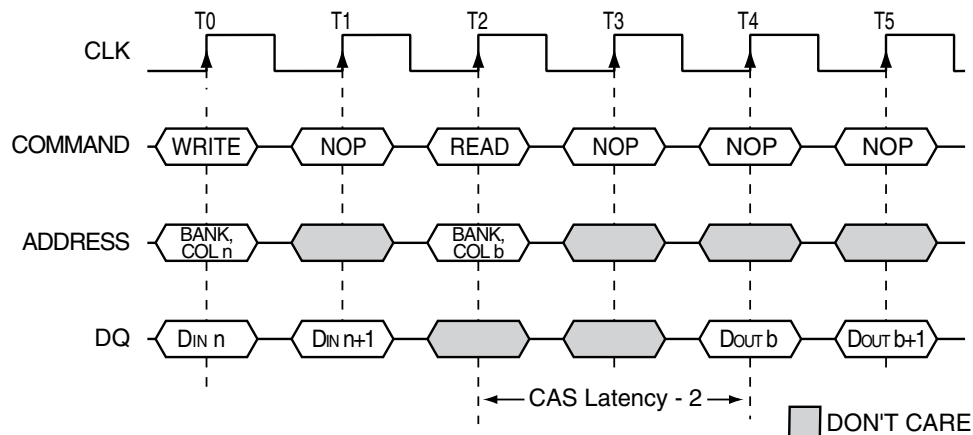 T0 T1 T2 T3 T4 T5
CLK
COMMAND WRITE NOP READ NOP NOP NOP
ADDRESS BANK, COL n BANK, COL b
DQ DIN n DIN n+1 DOUT b DOUT b+1
CAS Latency - 2
DON'T CARE